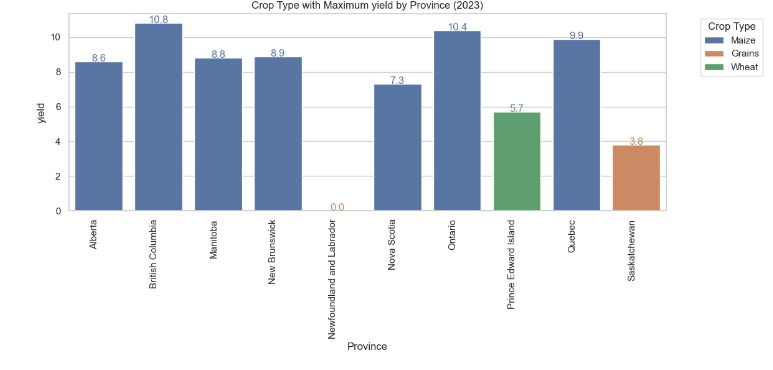 Crop Type with Maximum yield by Province (2023)
Crop Type
Maize
Grains
Wheat
yield
10
8
6
4
2
0
8.6
10.8
8.8
8.9
0.0
7.3
10.4
5.7
9.9
3.8
Alberta
British Columbia
Manitoba
New Brunswick
Newfoundland and Labrador
Nova Scotia
Ontario
Prince Edward Island
Quebec
Saskatchewan
Province